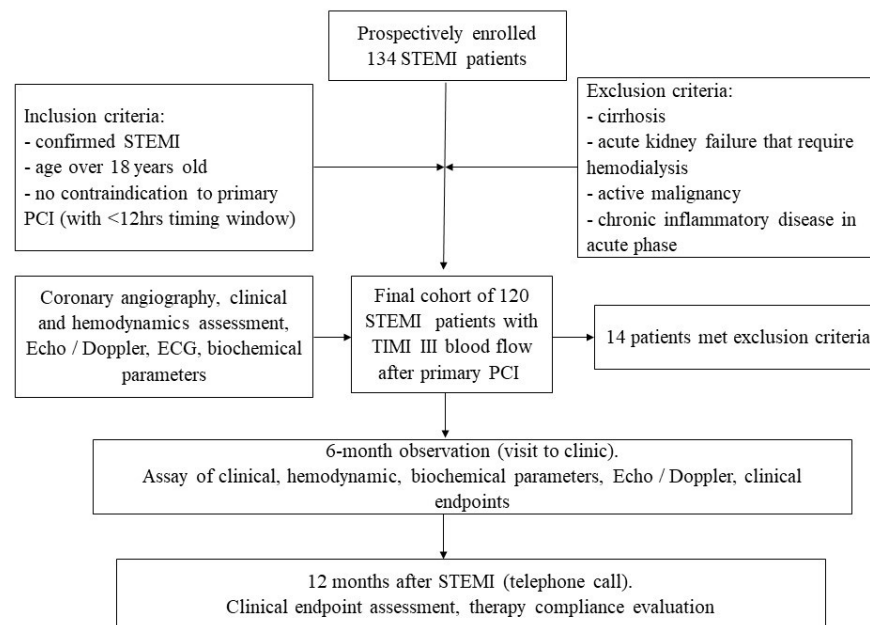 Prospectively enrolled
134 STEMI patients
Inclusion criteria:
- confirmed STEMI
- age over 18 years old
- no contraindication to primary
PCI (with <12hrs timing window)
Exclusion criteria:
- cirrhosis
- acute kidney failure that require
hemodialysis
- active malignancy
- chronic inflammatory disease in
acute phase
Coronary angiography, clinical
and hemodynamics assessment,
Echo / Doppler, ECG, biochemical
parameters
Final cohort of 120
STEMI patients with
TIMI III blood flow
after primary PCI
14 patients met exclusion criteria
6-month observation (visit to clinic).
Assay of clinical, hemodynamic, biochemical parameters, Echo / Doppler, clinical
endpoints
12 months after STEMI (telephone call).
Clinical endpoint assessment, therapy compliance evaluation